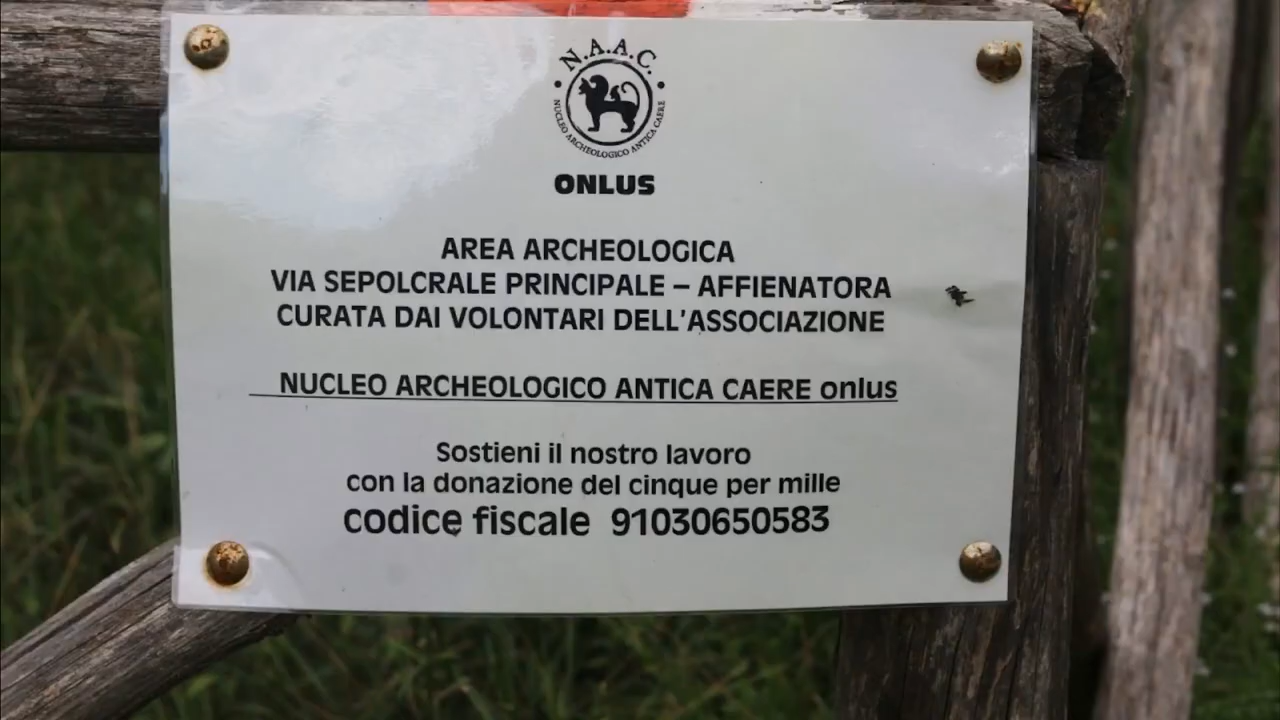 N.A.A.C.
NUCLEO ARCHEOLOGICO ANTICA CAERE
ONLUS
AREA ARCHEOLOGICA
VIA SEPOLCRALE PRINCIPALE – AFFIENATORA
CURATA DAI VOLONTARI DELL'ASSOCIAZIONE
NUCLEO ARCHEOLOGICO ANTICA CAERE onlus
Sostieni il nostro lavoro
con la donazione del cinque per mille
codice fiscale 91030650583